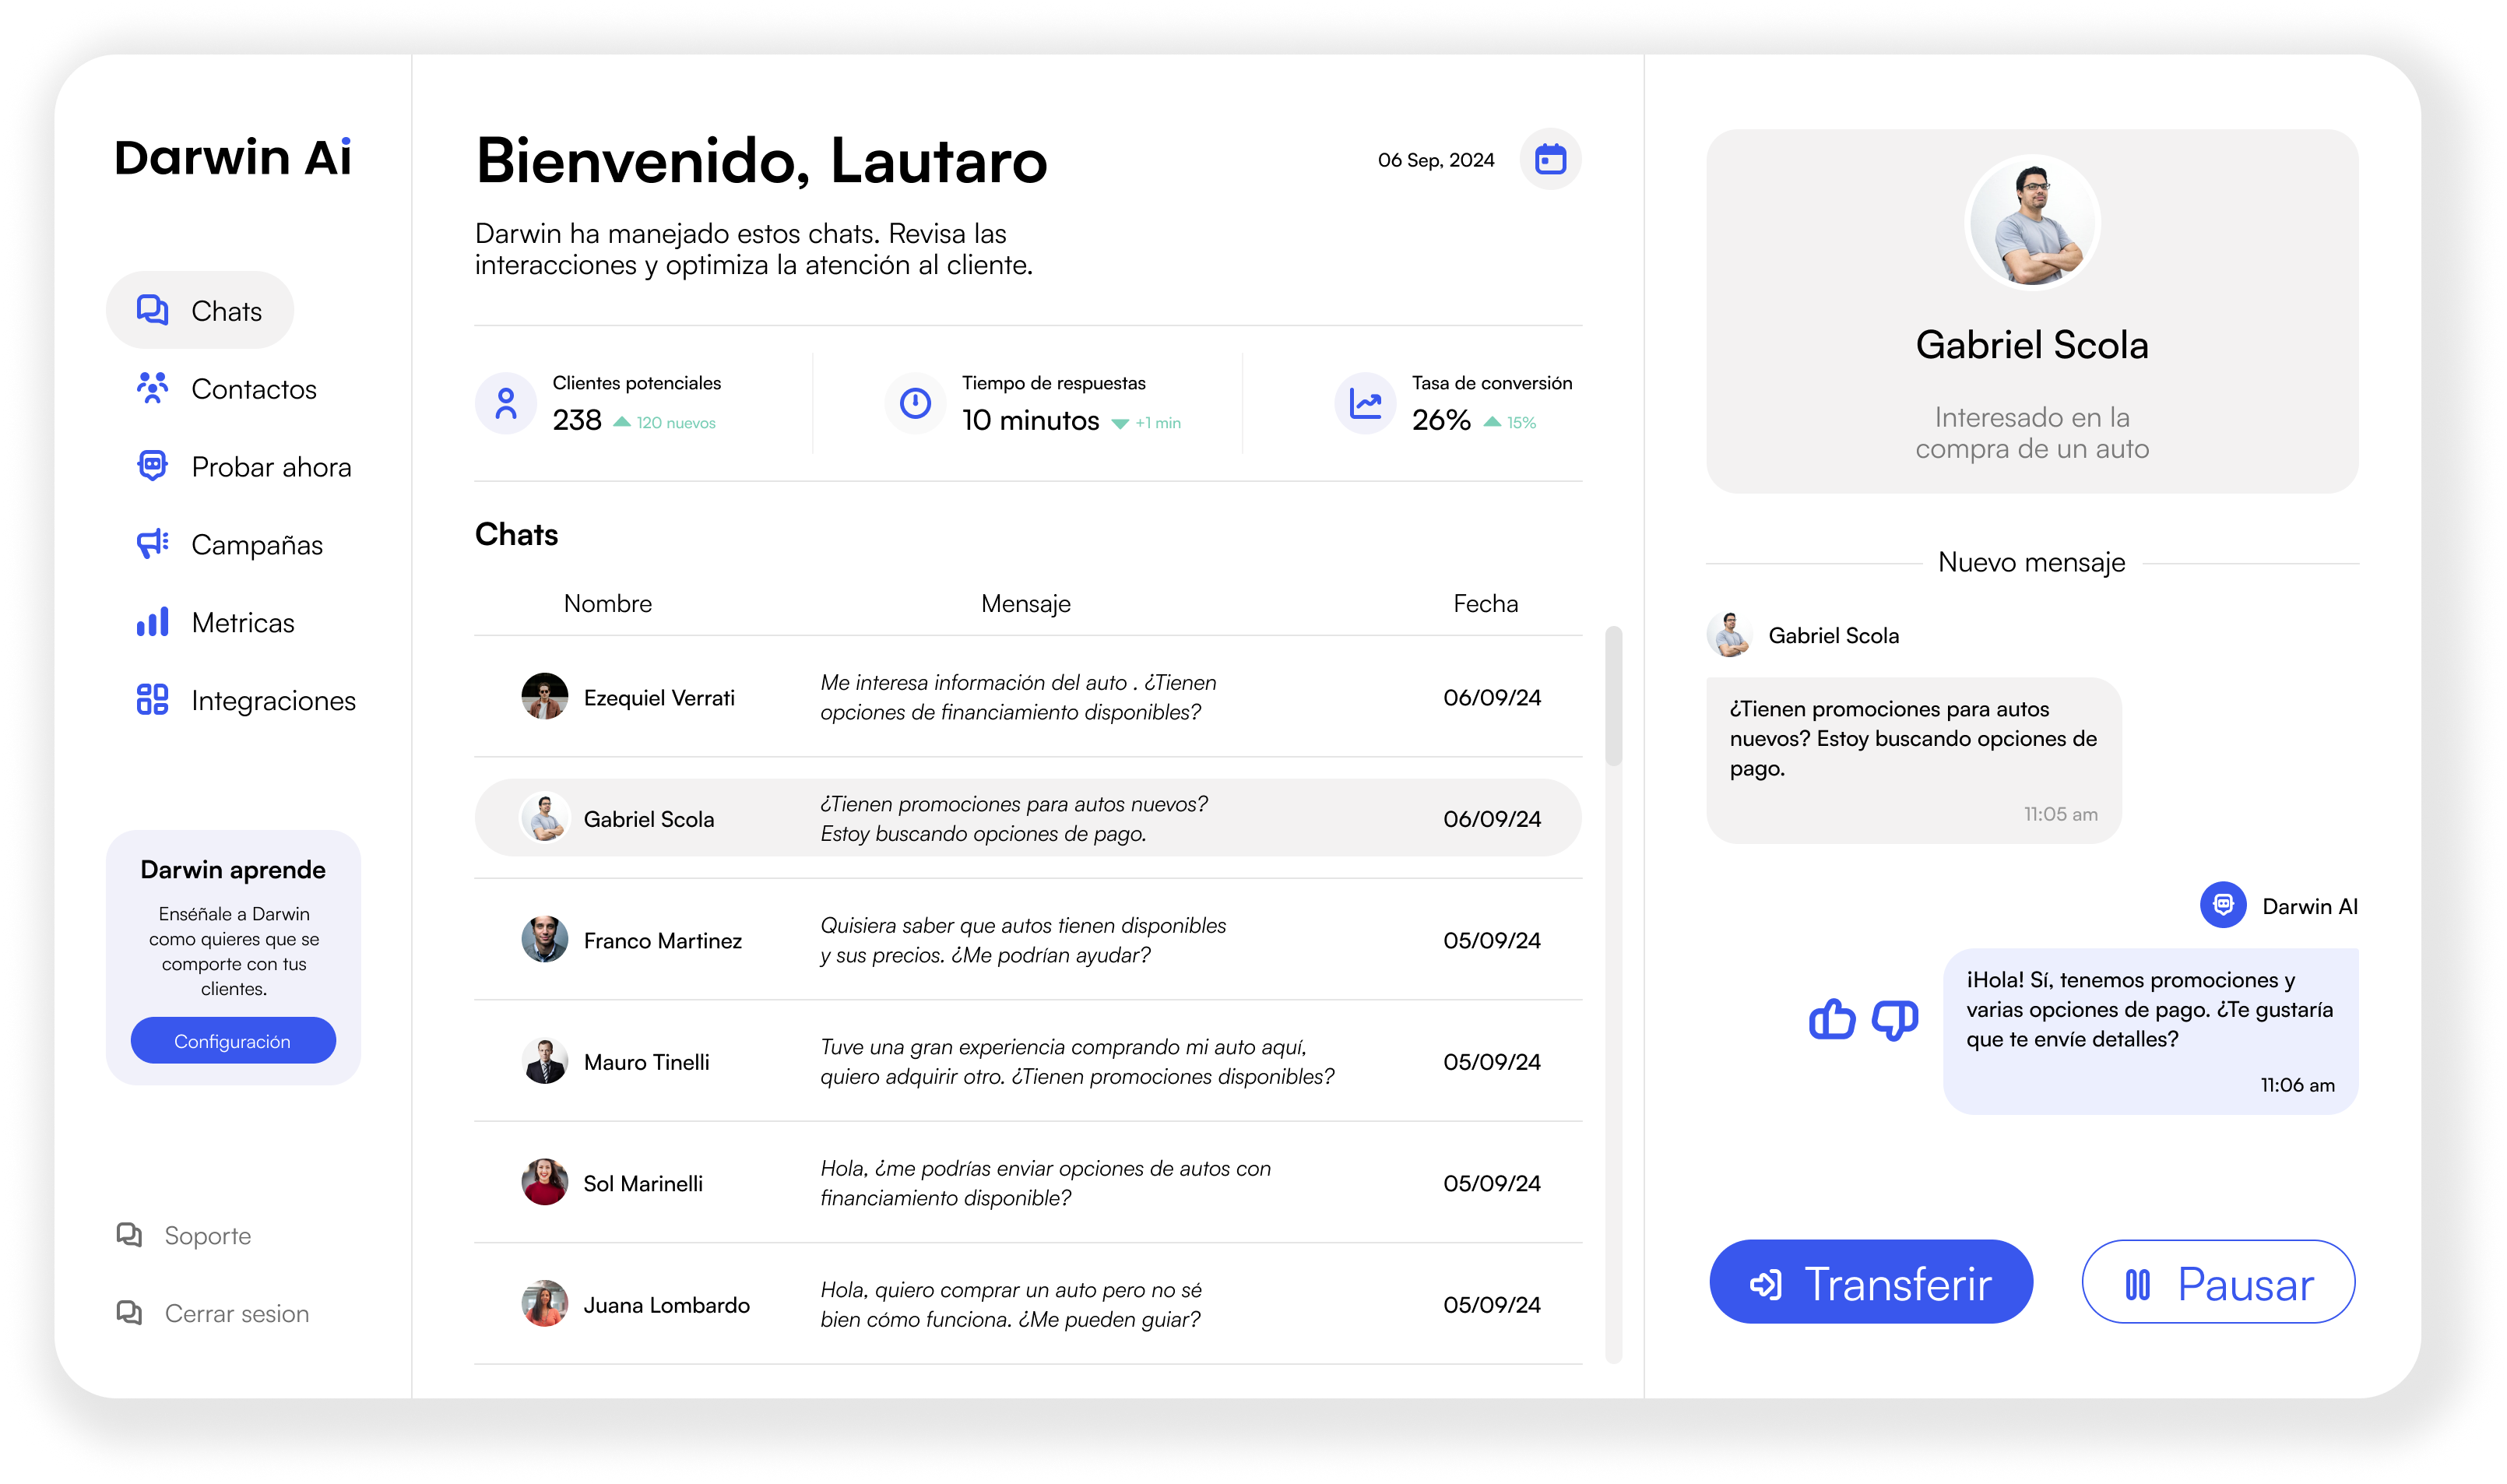 Darwin Ai
Chats
Contactos
Probar ahora
Campañas
Metricas
Integraciones
Darwin aprende
Enséñale a Darwin
como quieres que se
comporte con tus
clientes.
Configuración
Soporte
Cerrar sesion
Bienvenido, Lautaro
06 Sep, 2024
Darwin ha manejado estos chats. Revisa las
interacciones y optimiza la atención al cliente.
Clientes potenciales
238 120 nuevos
Tiempo de respuestas
10 minutos +1 min
Tasa de conversión
26% 15%
Chats
Nombre Mensaje Fecha
Ezequiel Verrati
Me interesa información del auto . ¿Tienen
opciones de financiamiento disponibles?
06/09/24
Gabriel Scola
¿Tienen promociones para autos nuevos?
Estoy buscando opciones de pago.
06/09/24
Franco Martinez
Quisiera saber que autos tienen disponibles
y sus precios. ¿Me podrían ayudar?
05/09/24
Mauro Tinelli
Tuve una gran experiencia comprando mi auto aquí,
quiero adquirir otro. ¿Tienen promociones disponibles?
05/09/24
Sol Marinelli
Hola, ¿me podrías enviar opciones de autos con
financiamiento disponible?
05/09/24
Juana Lombardo
Hola, quiero comprar un auto pero no sé
bien cómo funciona. ¿Me pueden guiar?
05/09/24
Gabriel Scola
Interesado en la
compra de un auto
Nuevo mensaje
Gabriel Scola
¿Tienen promociones para autos
nuevos? Estoy buscando opciones de
pago.
11:05 am
Darwin AI
¡Hola! Sí, tenemos promociones y
varias opciones de pago. ¿Te gustaría
que te envíe detalles?
11:06 am
Transferir
Pausar